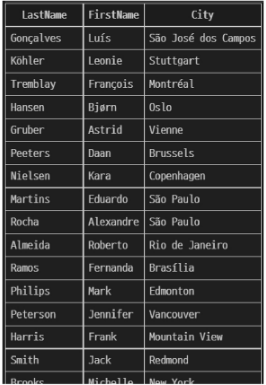 LastName FirstName City
Gonçalves Luís São José dos Campos
Köhler Leonie Stuttgart
Tremblay François Montréal
Hansen Bjørn Oslo
Gruber Astrid Vienne
Peeters Daan Brussels
Nielsen Kara Copenhagen
Martins Eduardo São Paulo
Rocha Alexandre São Paulo
Almeida Roberto Rio de Janeiro
Ramos Fernanda Brasília
Philips Mark Edmonton
Peterson Jennifer Vancouver
Harris Frank Mountain View
Smith Jack Redmond
Brooks Michelle New York